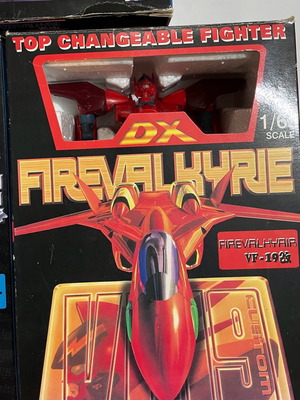 TOP CHANGEABLE FIGHTER
DX
1/6
SCALE
FIREVALKYRIE
FIREVALKYRIE
VF-19改
CUSTOM